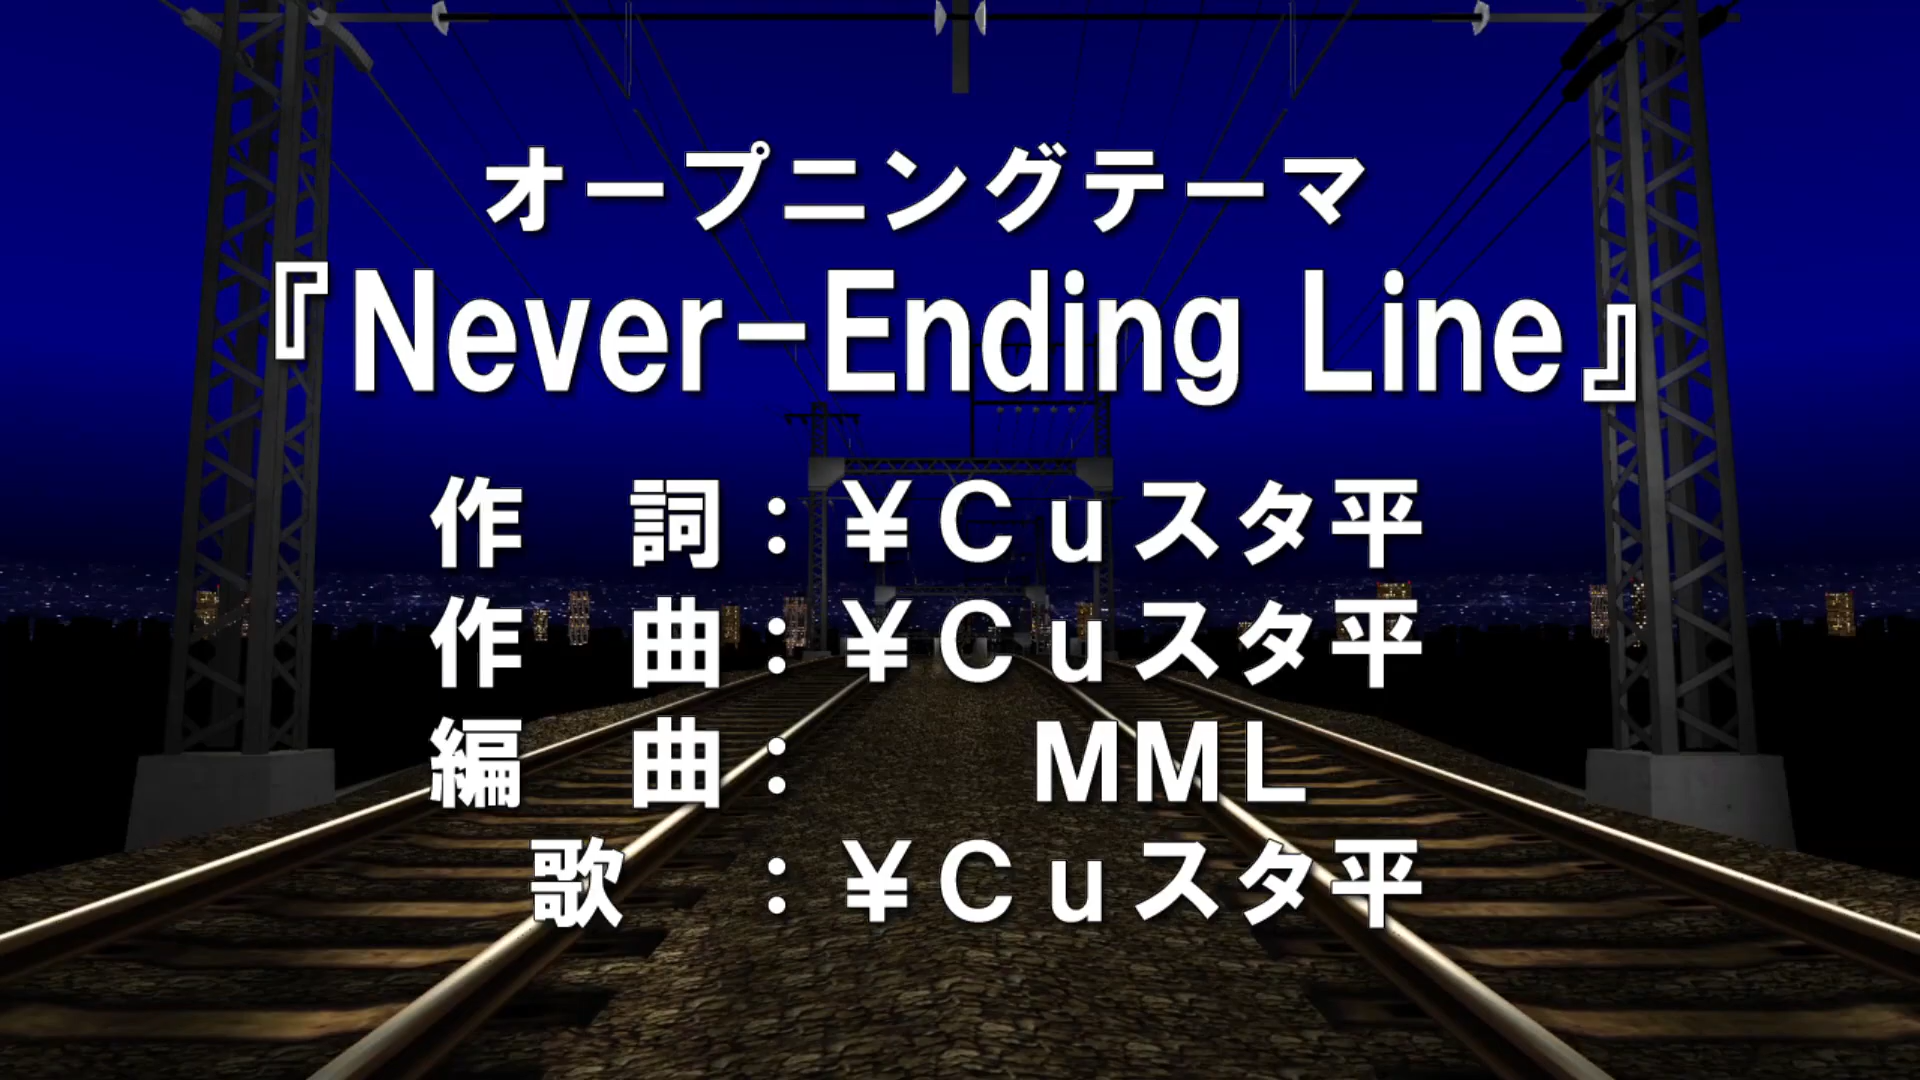 オープニングテーマ
『Never-Ending Line』
作　詞：￥Ｃｕスタ平
作　曲：￥Ｃｕスタ平
編　曲：　　ＭＭＬ
歌　：￥Ｃｕスタ平